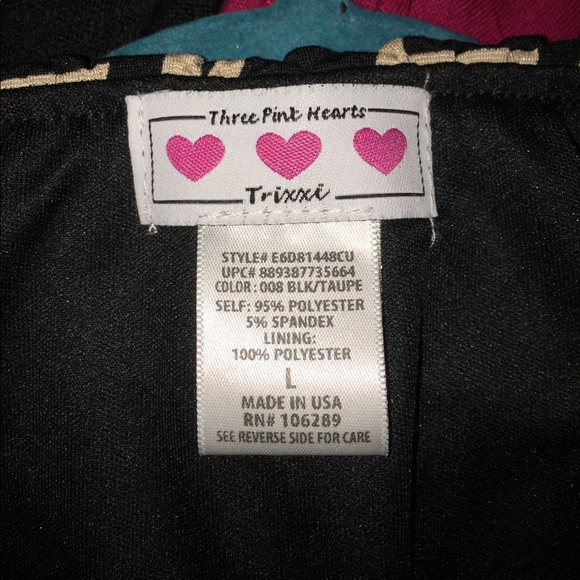 Three Pink Hearts
Trixxi
STYLE# E6D81448CU
UPC# 889387735664
COLOR : 008 BLK/TAUPE
SELF: 95% POLYESTER
5% SPANDEX
LINING:
100% POLYESTER
L
MADE IN USA
RN# 106289
SEE REVERSE SIDE FOR CARE